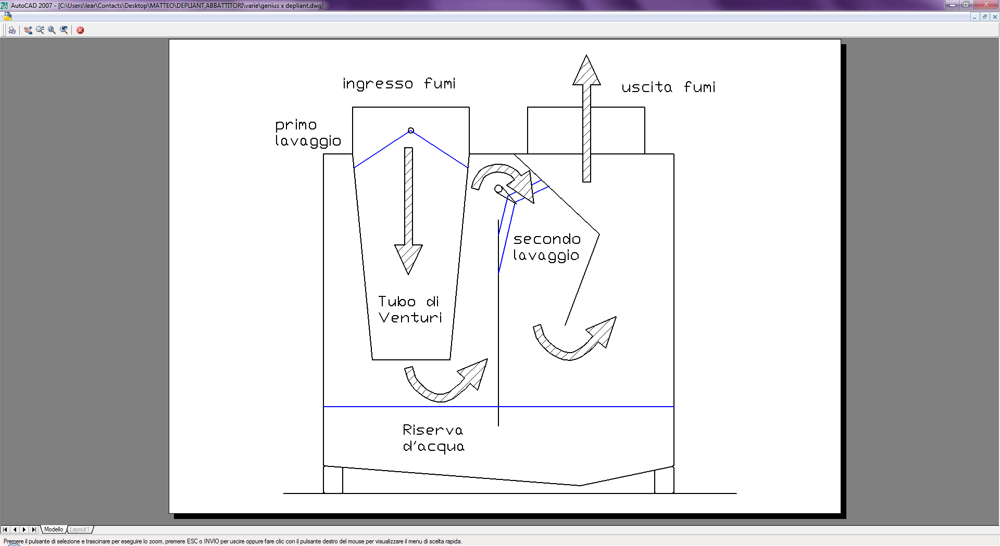 AutoCAD 2007 - [C:\Users\lear\Contacts\Desktop\MATTEO\DEPLIANT,ABBATTITORI\varie\genius x depliant.dwg]
ingresso fumi
uscita fumi
primo
lavaggio
secondo
lavaggio
Tubo di
Venturi
Riserva
d'acqua
Modello
Layout1
Premere il pulsante di selezione e trascinare per eseguire lo zoom, premere ESC o INVIO per uscire oppure fare clic con il pulsante destro del mouse per visualizzare il menu di scelta rapida.